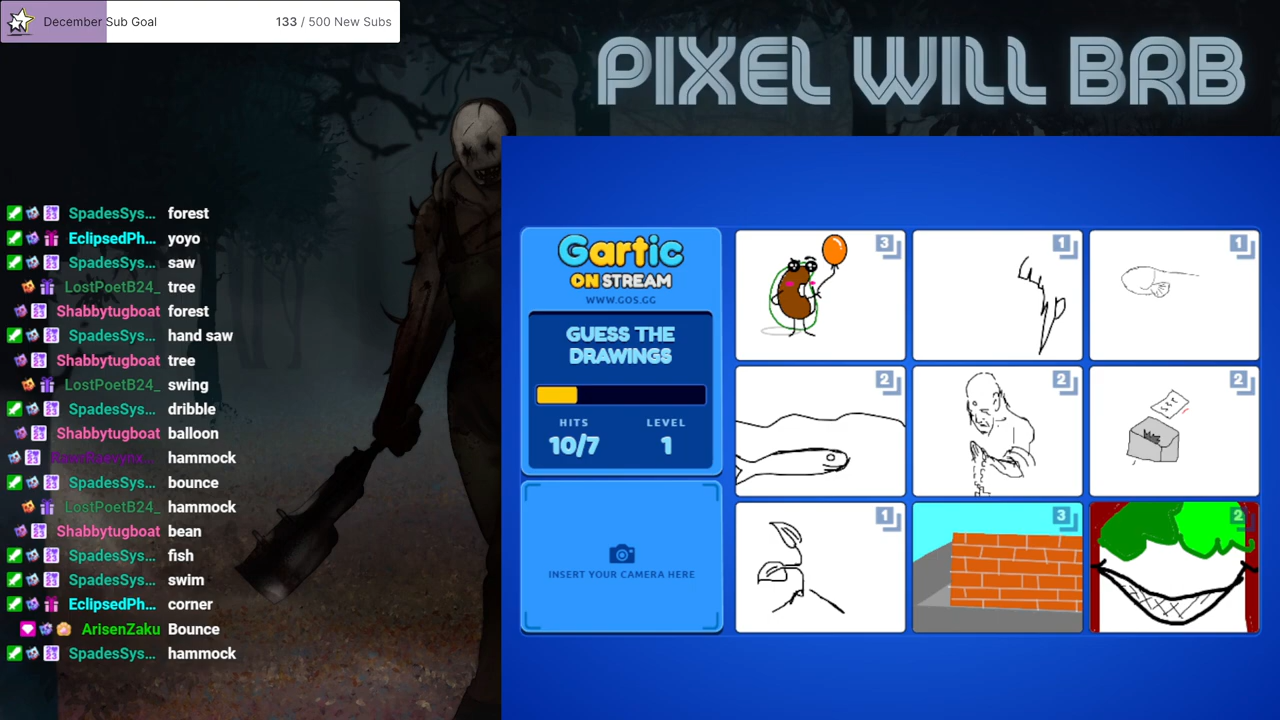 December Sub Goal
133 / 500 New Subs
PIXEL WILL BRB
SpadesSys... forest
EclipsedPh... yoyo
SpadesSys... saw
LostPoetB24_ tree
Shabbytugboat forest
SpadesSys... hand saw
Shabbytugboat tree
LostPoetB24_ swing
SpadesSys... dribble
Shabbytugboat balloon
hammock
SpadesSys... bounce
LostPoetB24_ hammock
Shabbytugboat bean
SpadesSys... fish
SpadesSys... swim
EclipsedPh... corner
ArisenZaku Bounce
SpadesSys... hammock
Gartic
ON STREAM
WWW.GOS.GG
GUESS THE
DRAWINGS
HITS LEVEL
10/7 1
INSERT YOUR CAMERA HERE
3 1 1
2 2 2
1 3 2